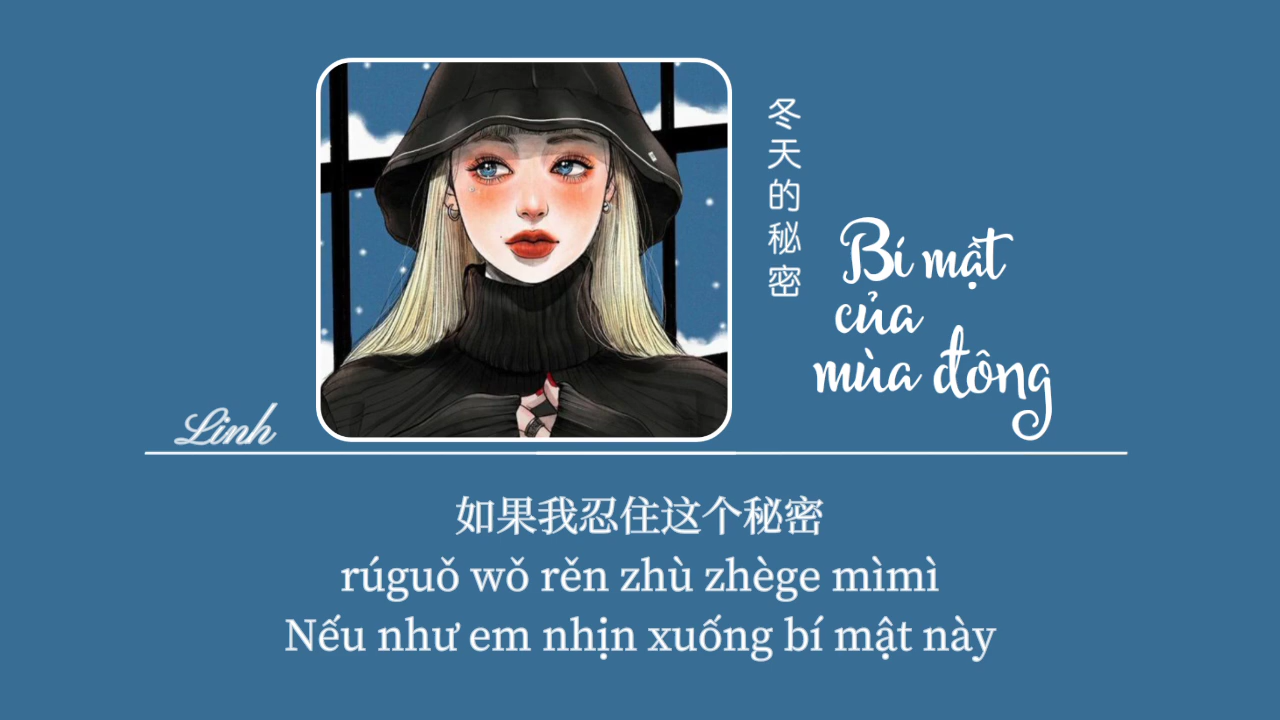 冬天的秘密
Bí mật
của
mùa đông
Linh
如果我忍住这个秘密
rúguǒ wǒ rěn zhù zhège mìmì
Nếu như em nhịn xuống bí mật này